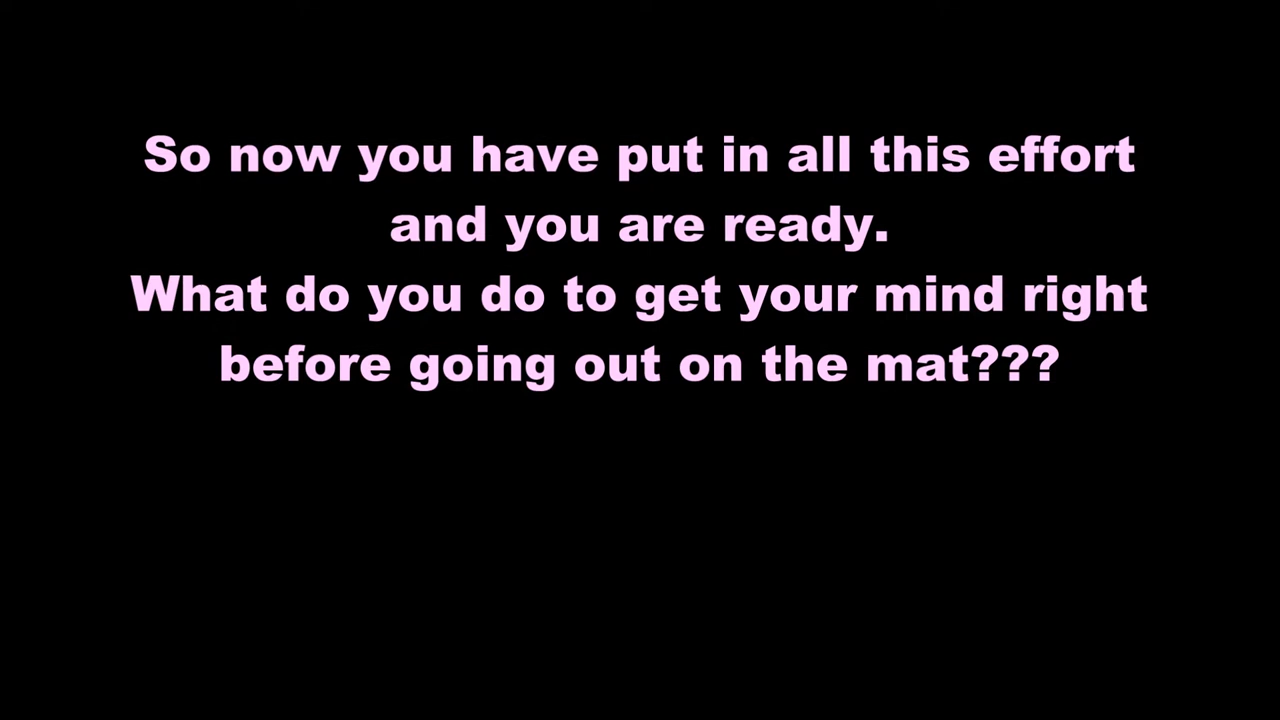 So now you have put in all this effort
and you are ready.
What do you do to get your mind right
before going out on the mat???